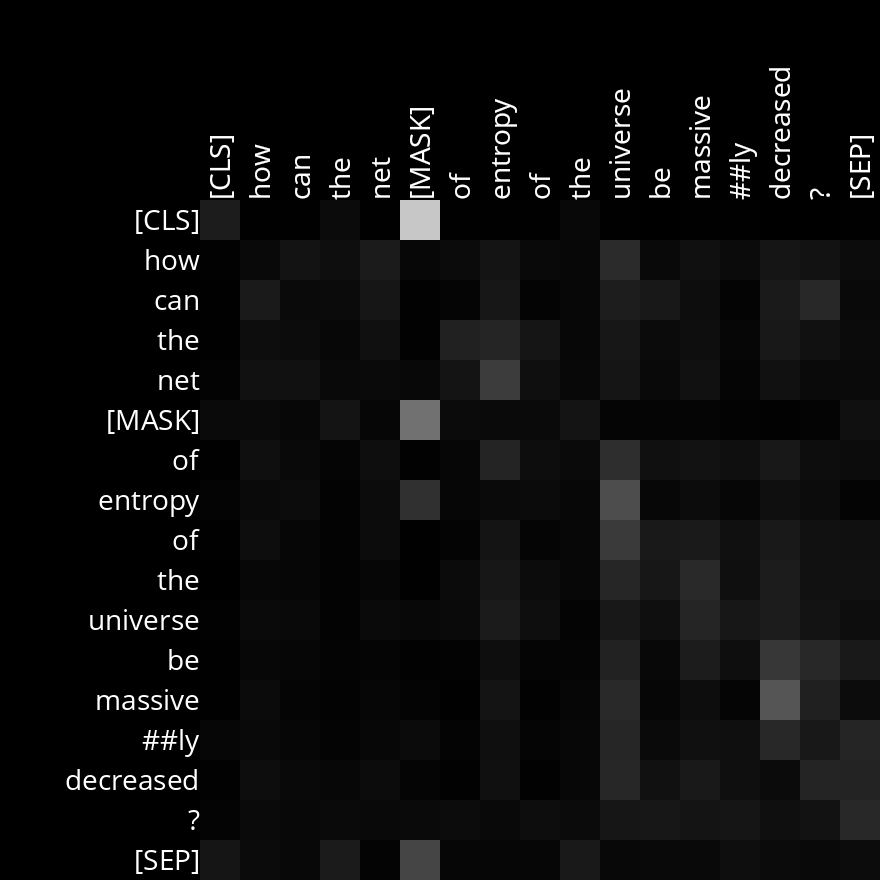 [CLS] how can the net [MASK] of entropy of the universe be massive ##ly decreased ? [SEP]
[CLS]
how
can
the
net
[MASK]
of
entropy
of
the
universe
be
massive
##ly
decreased
?
[SEP]